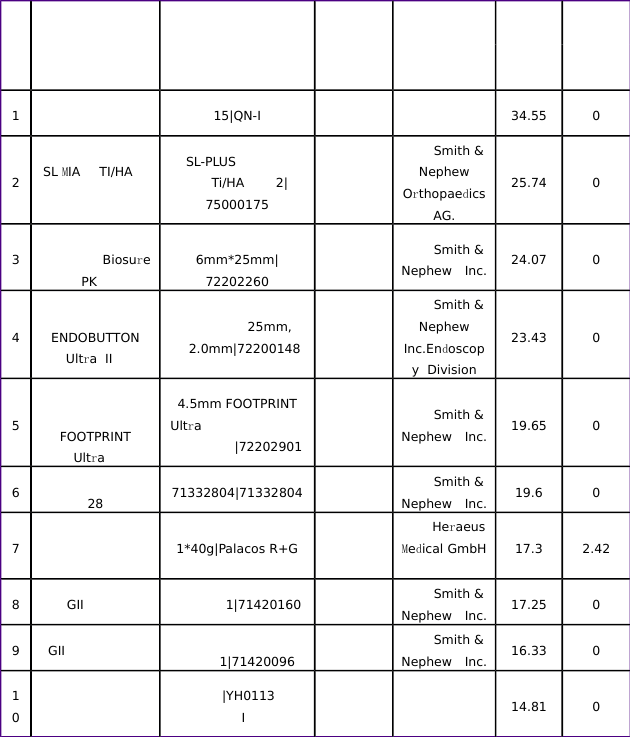 1 15|QN-I 34.55 0
SL MIA TI/HA
SL-PLUS
Ti/HA 2|
75000175
Smith &
Nephew
Orthopaedics
AG.
2 25.74 0
Biosure
PK
6mm*25mm|
72202260
Smith &
Nephew Inc.
3 24.07 0
ENDOBUTTON
Ultra II
25mm,
2.0mm|72200148
Smith &
Nephew
Inc.Endoscop
y Division
4 23.43 0
FOOTPRINT
Ultra
4.5mm FOOTPRINT
Ultra
|72202901
Smith &
Nephew Inc.
5 19.65 0
28
71332804|71332804
Smith &
Nephew Inc.
6 19.6 0
1*40g|Palacos R+G
Heraeus
Medical GmbH
7 17.3 2.42
GII
1|71420160
Smith &
Nephew Inc.
8 17.25 0
GII
1|71420096
Smith &
Nephew Inc.
9 16.33 0
1
0
|YH0113
I
14.81 0